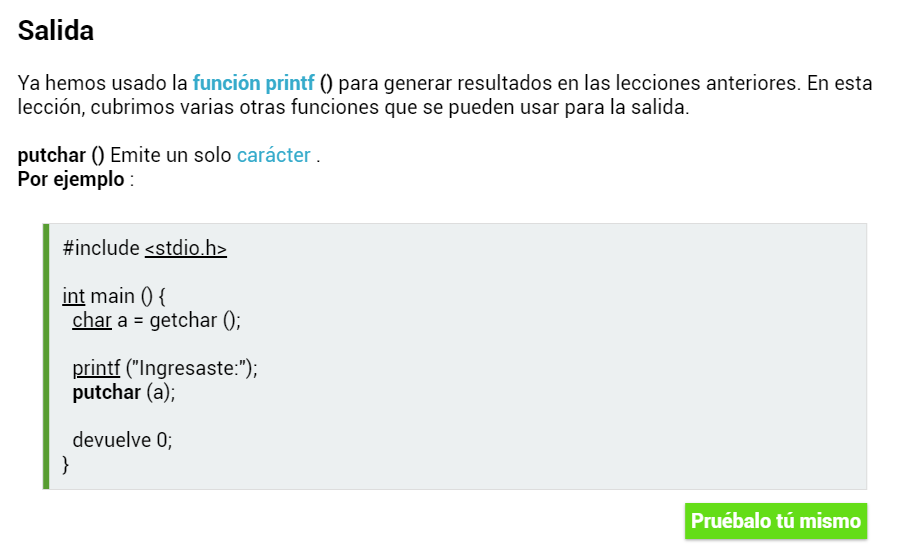 Salida
Ya hemos usado la función printf () para generar resultados en las lecciones anteriores. En esta
lección, cubrimos varias otras funciones que se pueden usar para la salida.
putchar () Emite un solo carácter .
Por ejemplo :
#include <stdio.h>
int main () {
char a = getchar ();
printf ("Ingresaste:");
putchar (a);
devuelve 0;
}
Pruébalo tú mismo